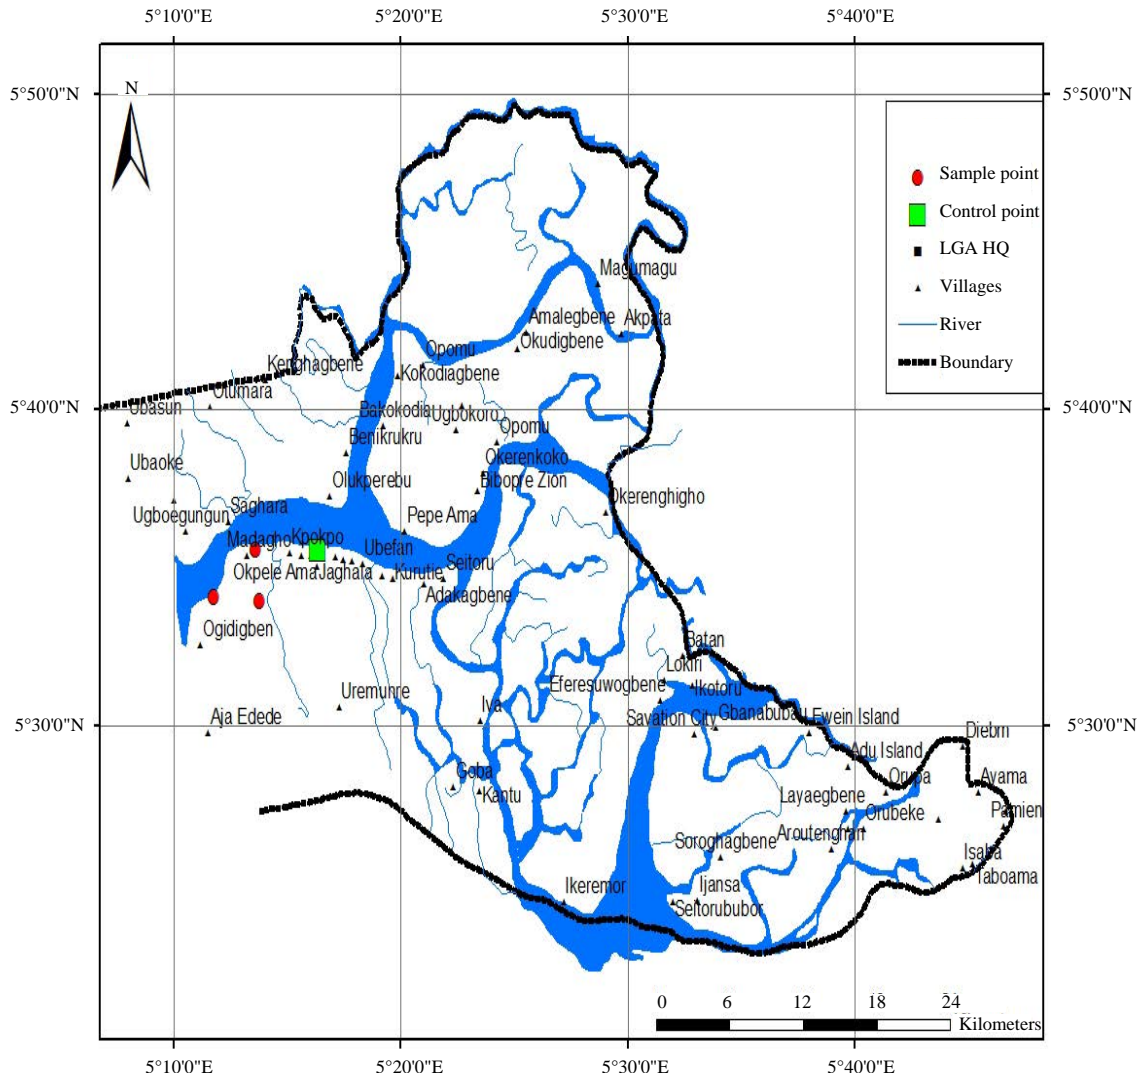 5°10'0"E 5°20'0"E 5°30'0"E 5°40'0"E
5°50'0"N 5°50'0"N
N
Sample point
Control point
LGA HQ
Villages
River
Boundary
Magumagu
Amalegbene Akpata
Okudigbene
Opomu
Kenghagbene
Kokodiagbene
Otumara
5°40'0"N 5°40'0"N
Ubasun
Bakokodia Ugbokoro
Opomu
Benikrukru
Okerenkoko
Ubaoke
Olukperebu
Bibopre Zion
Okerenghigho
Saghara
Ugboegungun
Pepe Ama
Madagho Kpokpo
Ubefan
Seitoru
Okpele Ama Jaghata Kurutie
Adakagbene
Ogidigben
Batan
Lokiri
Eferesuwogbene
Ikotoru
Uremunre
Iva
Gbanabubau
Ewein Island
Savation City
Aja Edede
5°30'0"N 5°30'0"N
Diebiri
Adu Island
Goba
Orupa
Ayama
Kantu
Layaegbene
Orubeke
Soroghagbene
Aroutenghan
Isaba
Taboama
Ikeremor
Ijansa
Seitorububor
0 6 12 18 24
Kilometers
5°10'0"E 5°20'0"E 5°30'0"E 5°40'0"E